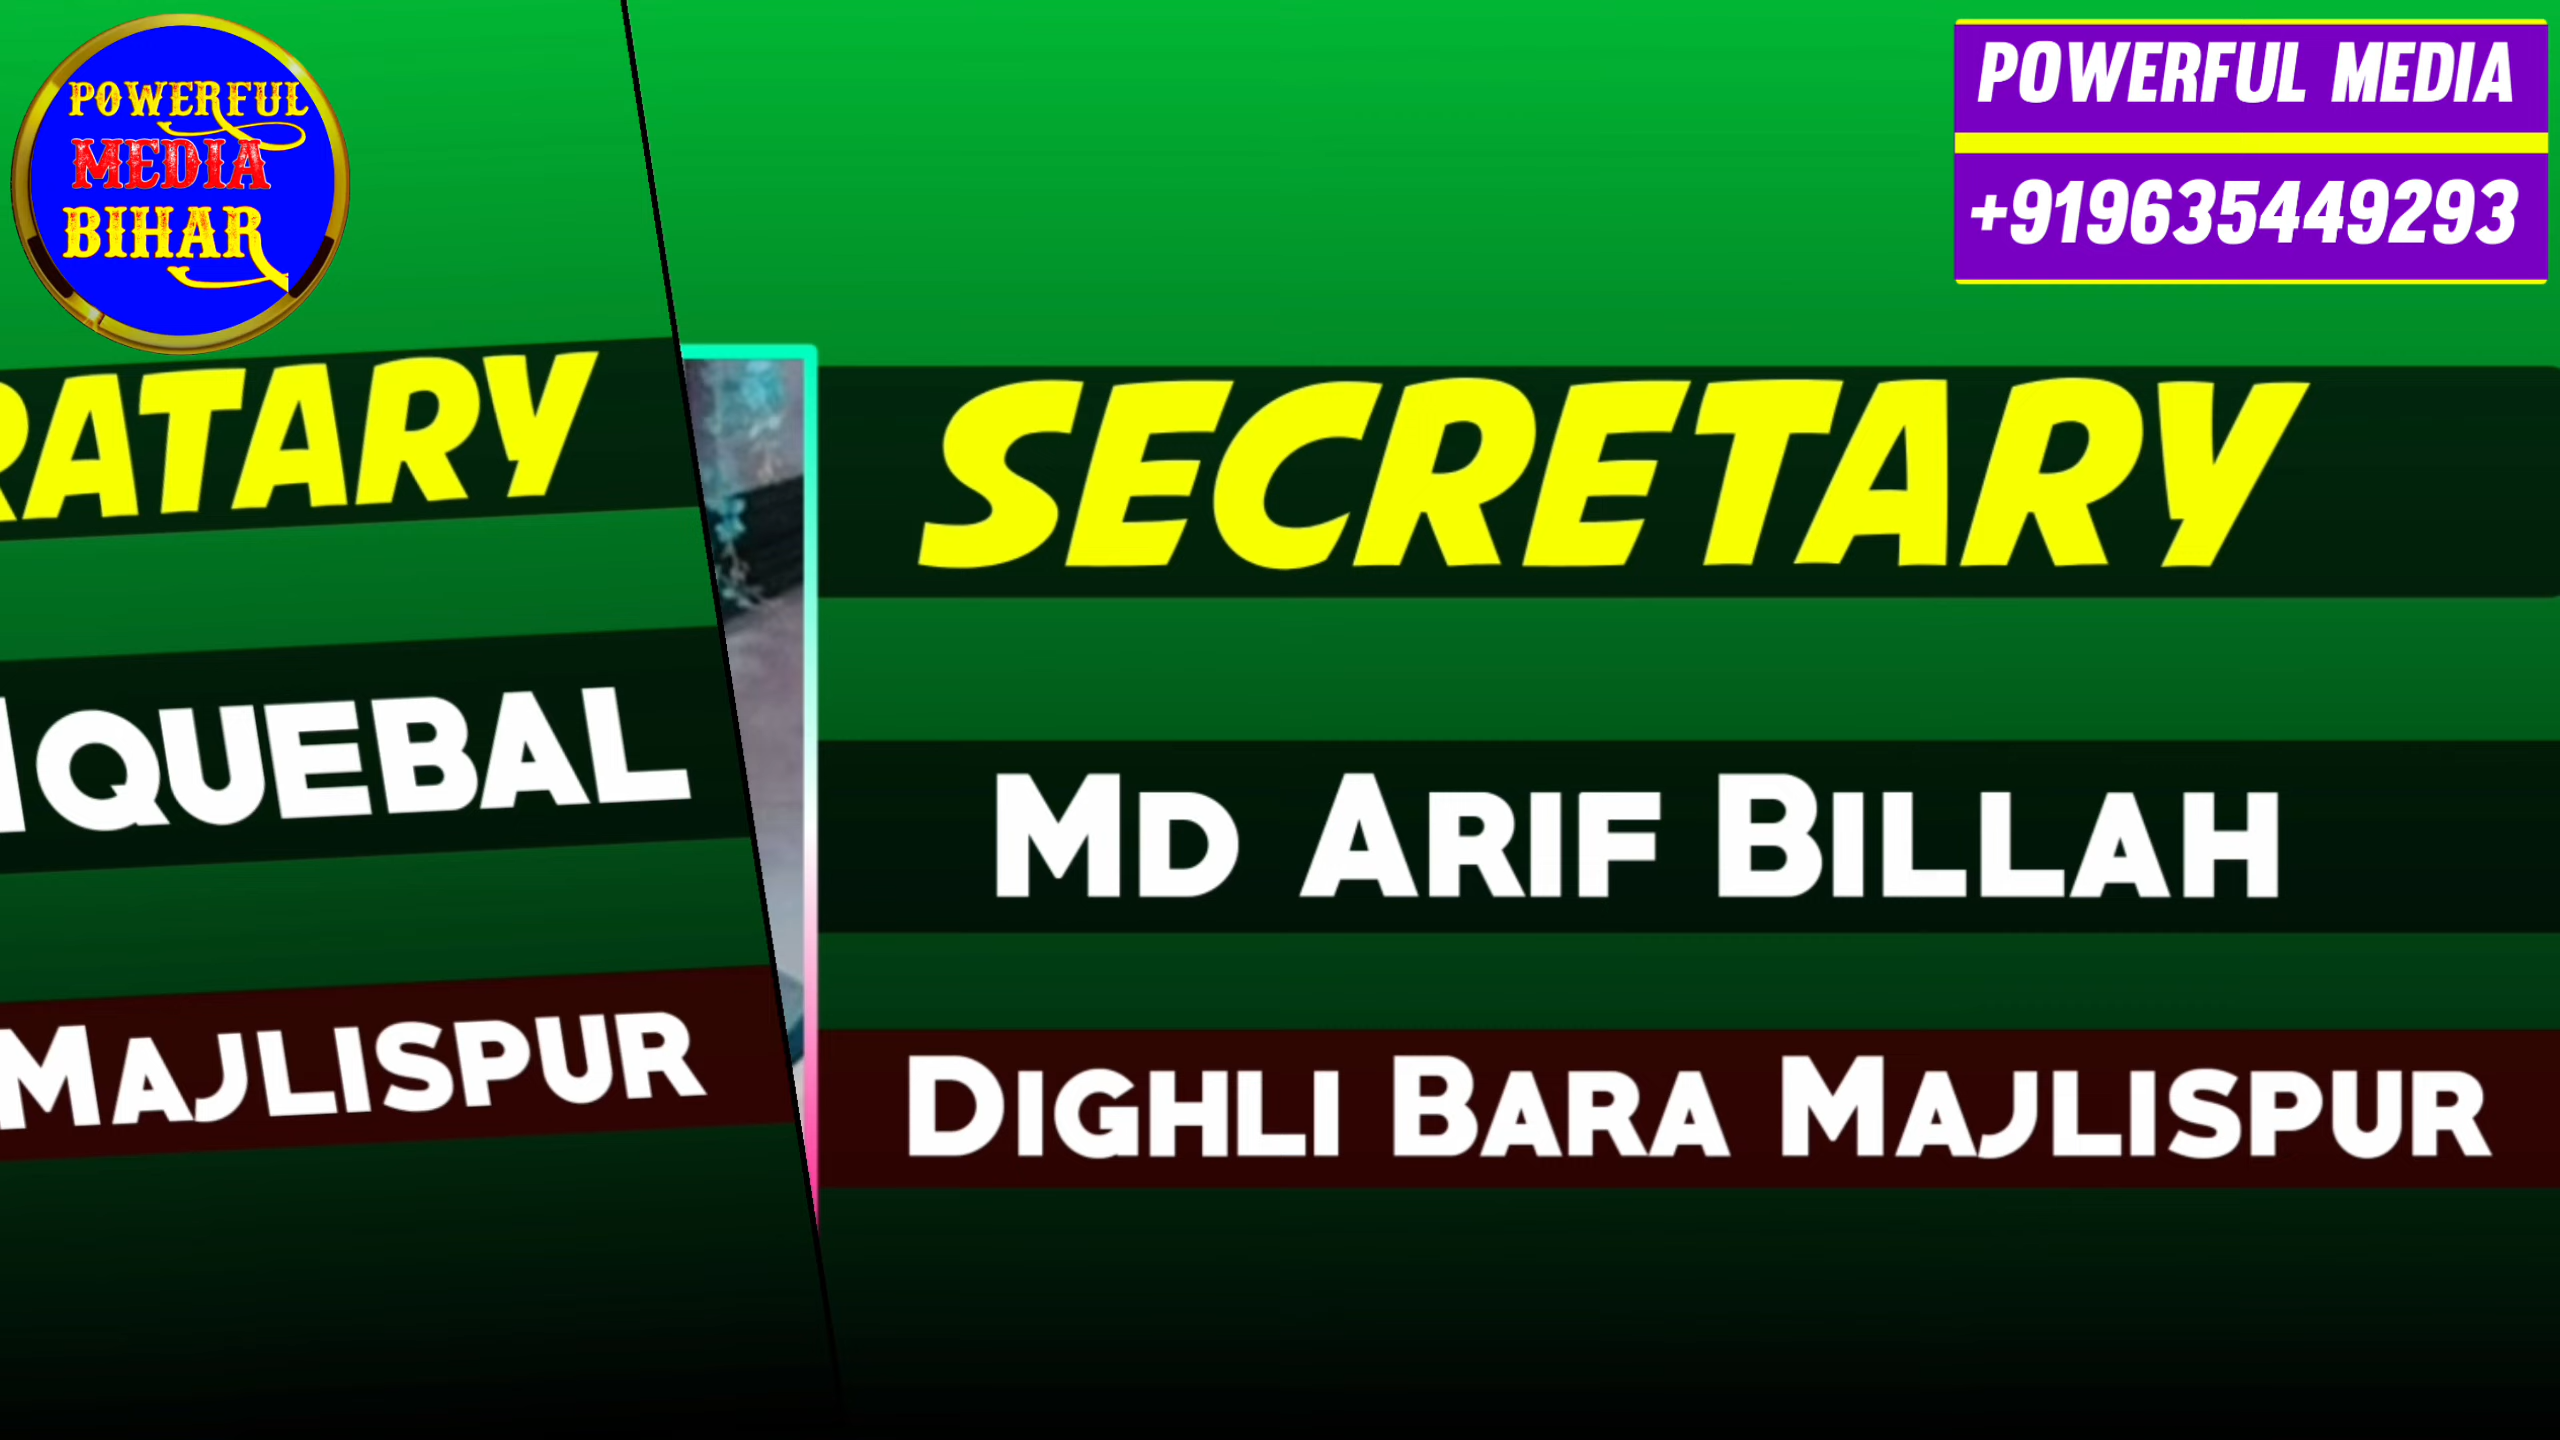 POWERFUL
MEDIA
BIHAR
POWERFUL MEDIA
+919635449293
RATARY
IQUEBAL
MAJLISPUR
SECRETARY
MD ARIF BILLAH
DIGHLI BARA MAJLISPUR